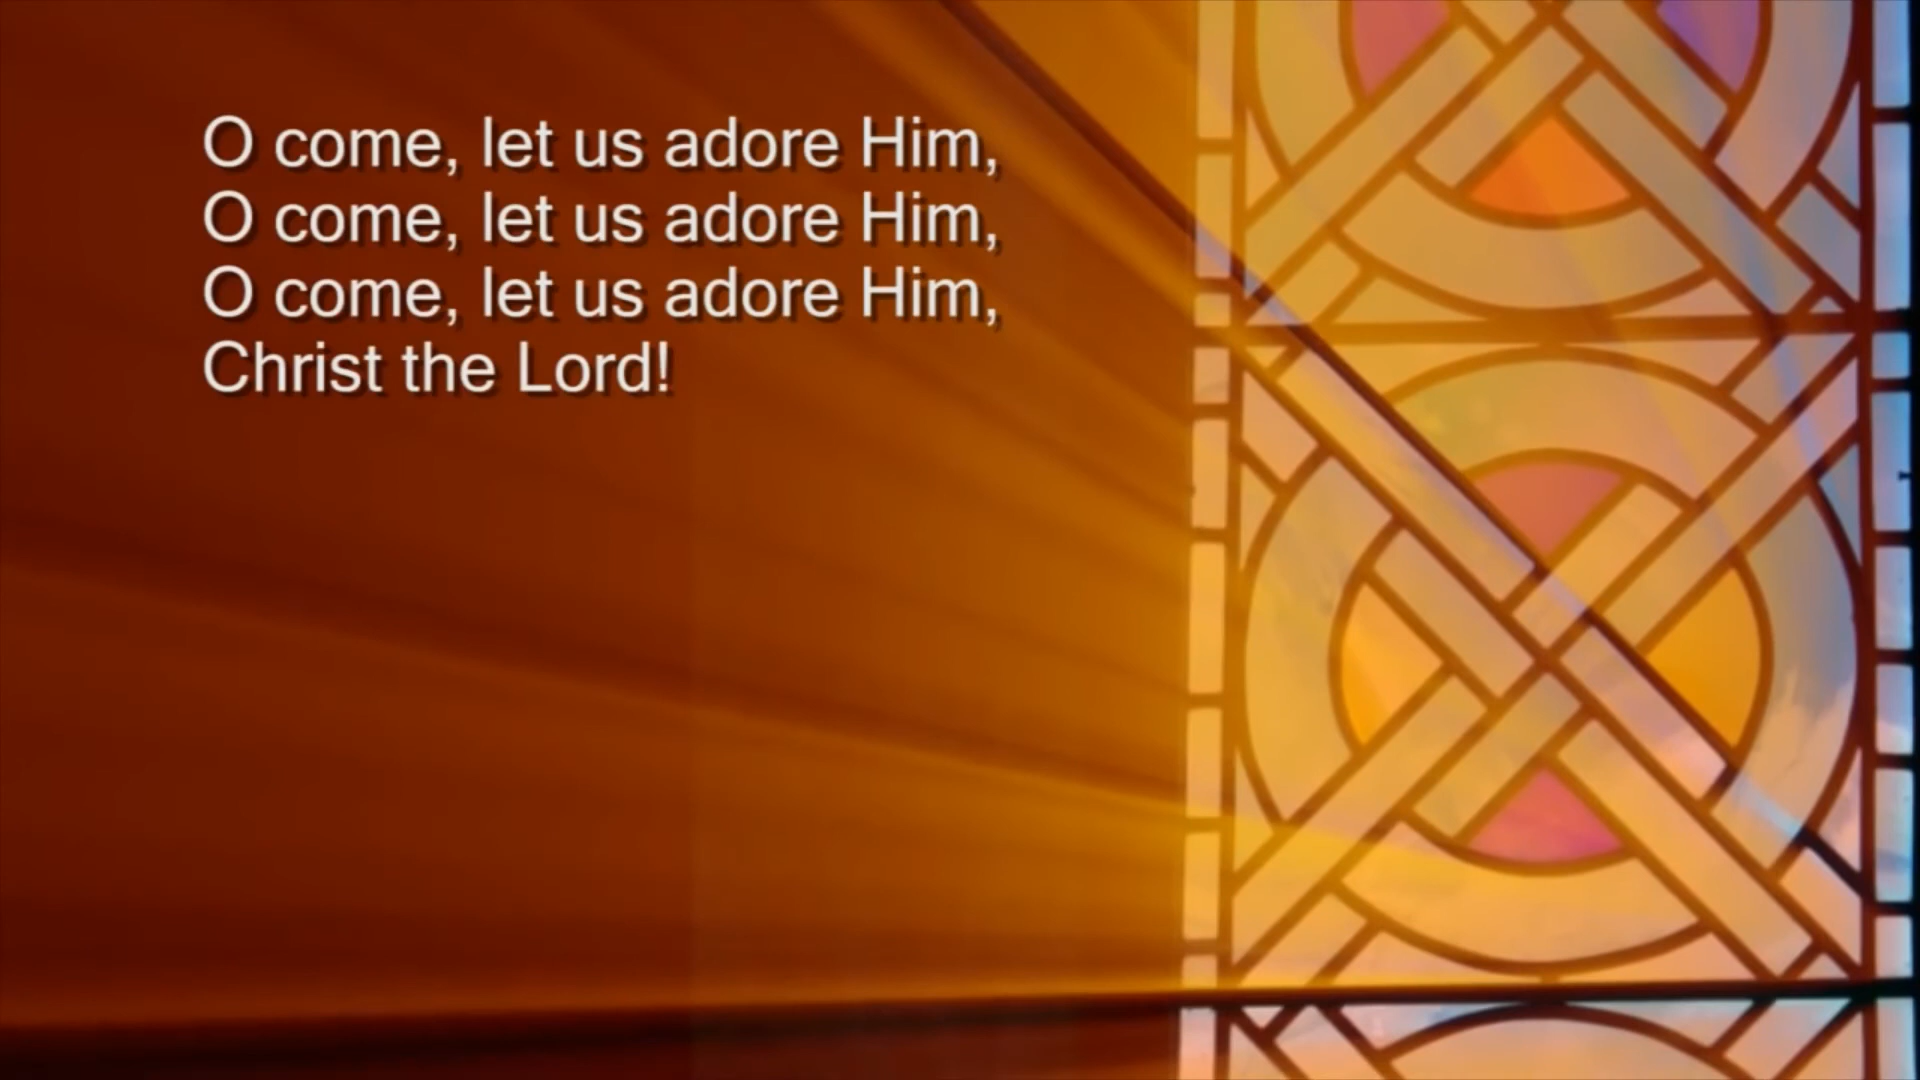 O come, let us adore Him,
O come, let us adore Him,
O come, let us adore Him,
Christ the Lord!